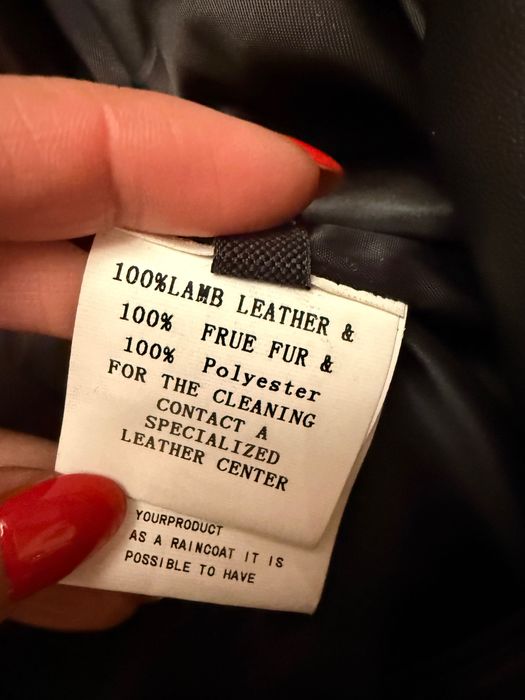 100%LAMB LEATHER &
100% FRUE FUR &
100% Polyester
FOR THE CLEANING
CONTACT A
SPECIALIZED
LEATHER CENTER
YOURPRODUCT
AS A RAINCOAT IT IS
POSSIBLE TO HAVE